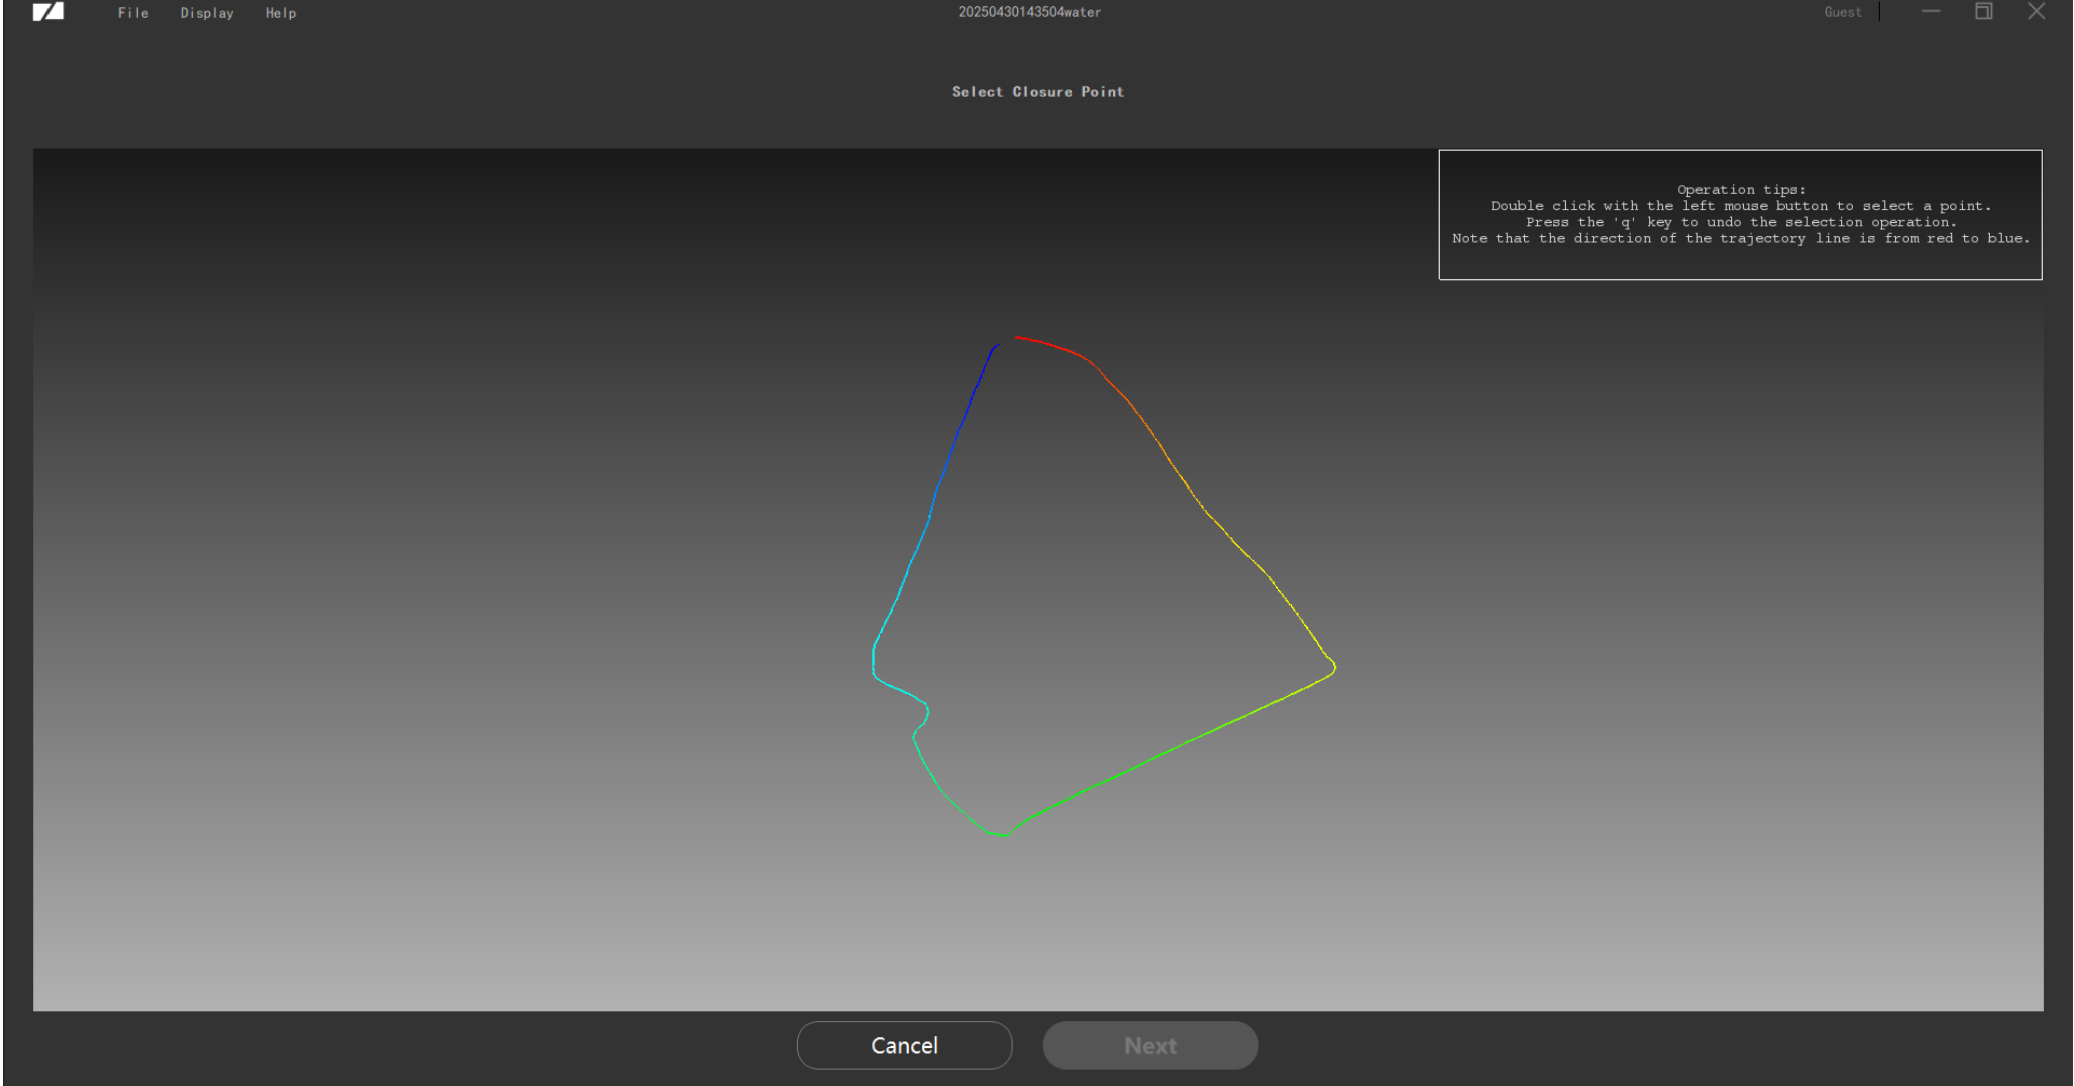 File Display Help 20250430143504water Guest
Select Closure Point
Operation tips:
Double click with the left mouse button to select a point.
Press the 'q' key to undo the selection operation.
Note that the direction of the trajectory line is from red to blue.
Cancel Next